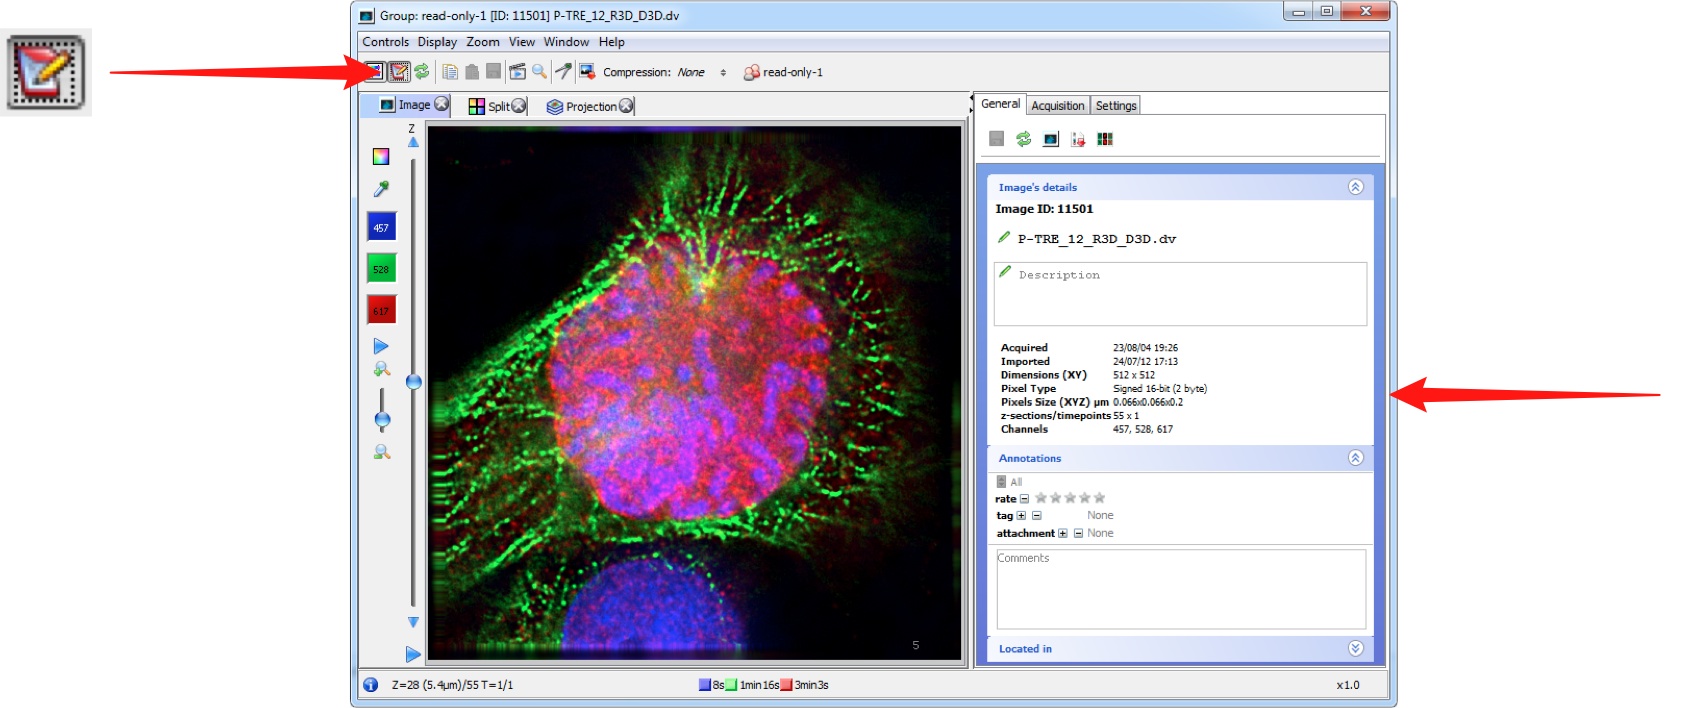 Group: read-only-1 [ID: 11501] P-TRE_12_R3D_D3D.dv
Controls Display Zoom View Window Help
Compression: None read-only-1
Image Split Projection
General Acquisition Settings
Z
457
528
617
Image's details
Image ID: 11501
P-TRE_12_R3D_D3D.dv
Description
Acquired 23/08/04 19:26
Imported 24/07/12 17:13
Dimensions (XY) 512 x 512
Pixel Type Signed 16-bit (2 byte)
Pixels Size (XYZ) µm 0.066x0.066x0.2
z-sections/timepoints 55 x 1
Channels 457, 528, 617
Annotations
All
rate
tag None
attachment None
Comments
5
Located in
Z=28 (5.4µm)/55 T=1/1 8s 1min16s 3min3s x1.0